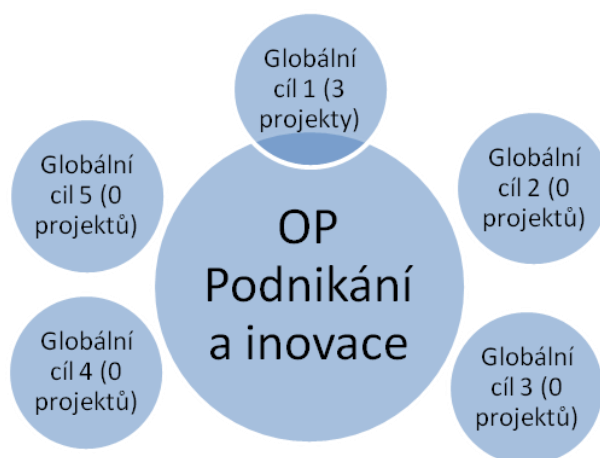 Globální
cíl 1 (3
projekty)
Globální
cil 5 (0
projektů)
Globální
cíl 2 (0
projektů)
OP
Podnikání
a inovace
Globální
cíl 4 (0
projektů)
Globální
cíl 3 (0
projektů)